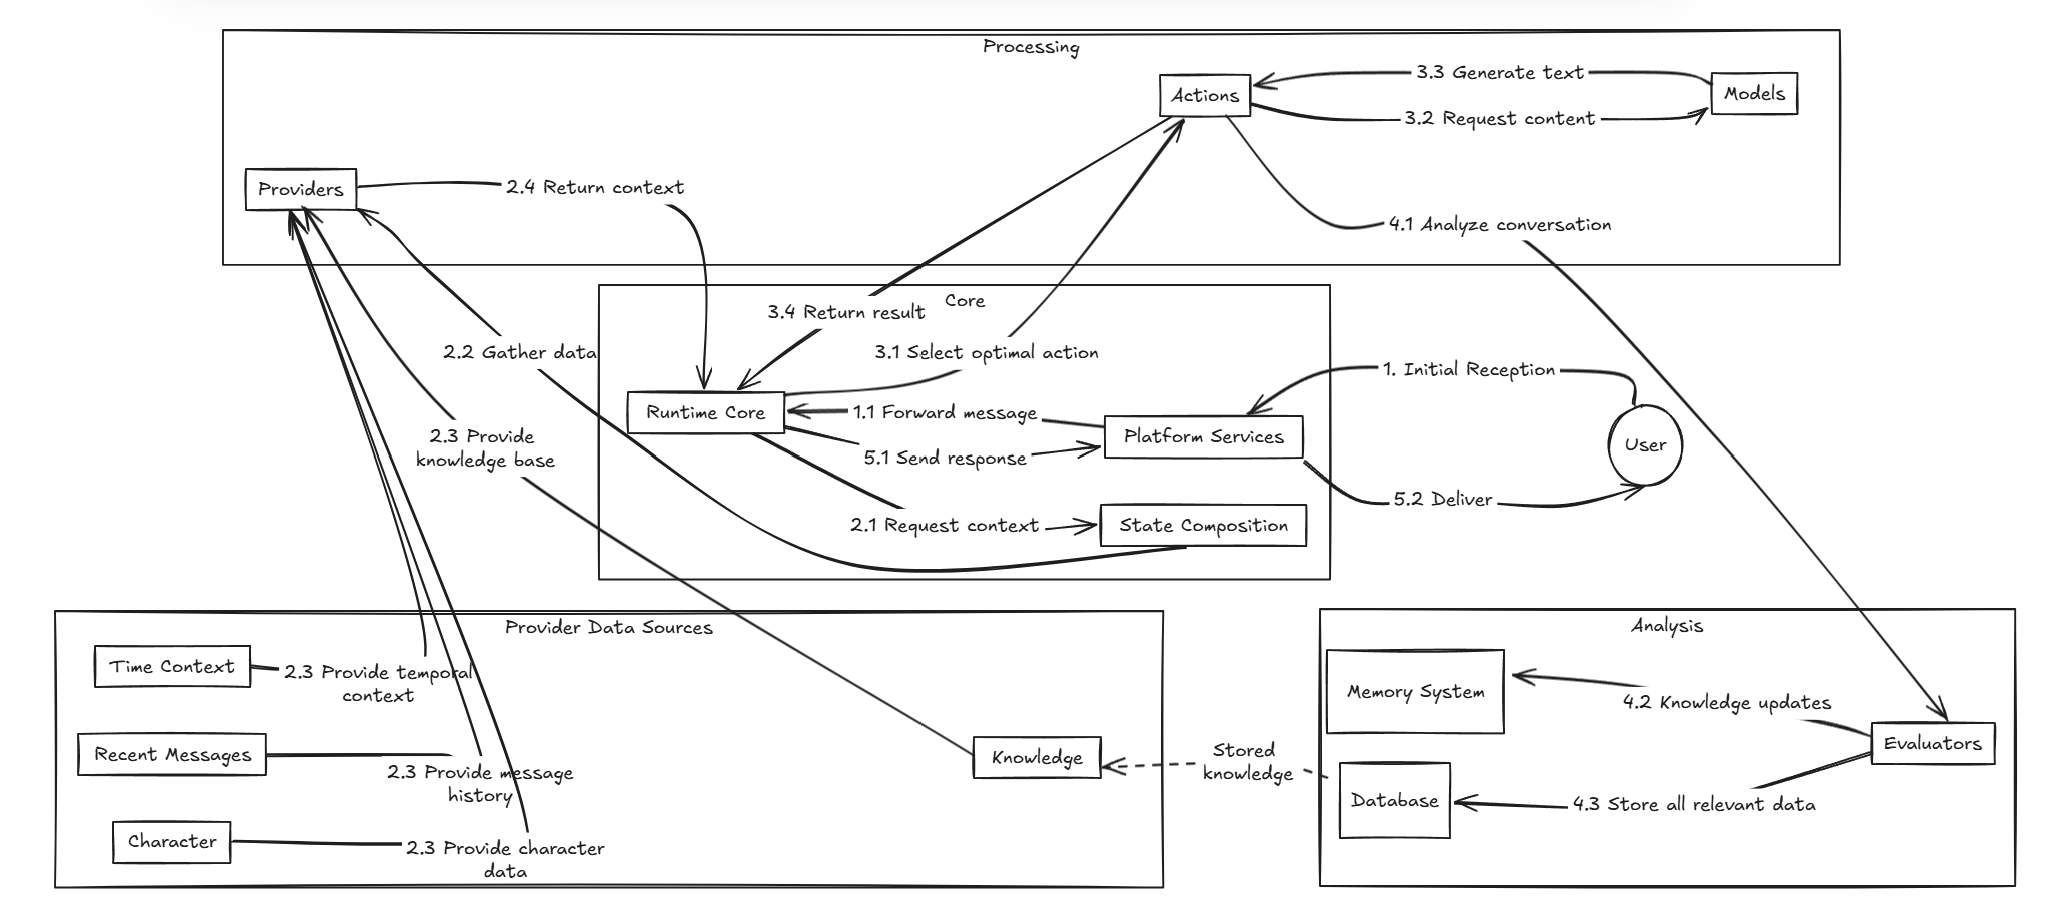 Processing
Actions
3.3 Generate text
Models
3.2 Request content
Providers
2.4 Return context
4.1 Analyze conversation
Core
3.4 Return result
3.1 Select optimal action
2.2 Gather data
1. Initial Reception
Runtime Core
1.1 Forward message
Platform Services
User
2.3 Provide
knowledge base
5.1 Send response
5.2 Deliver
2.1 Request context
State Composition
Provider Data Sources
Time Context
2.3 Provide temporal
context
Recent Messages
2.3 Provide message
history
Character
2.3 Provide character
data
Knowledge
Stored
knowledge
Analysis
Memory System
4.2 Knowledge updates
Evaluators
Database
4.3 Store all relevant data